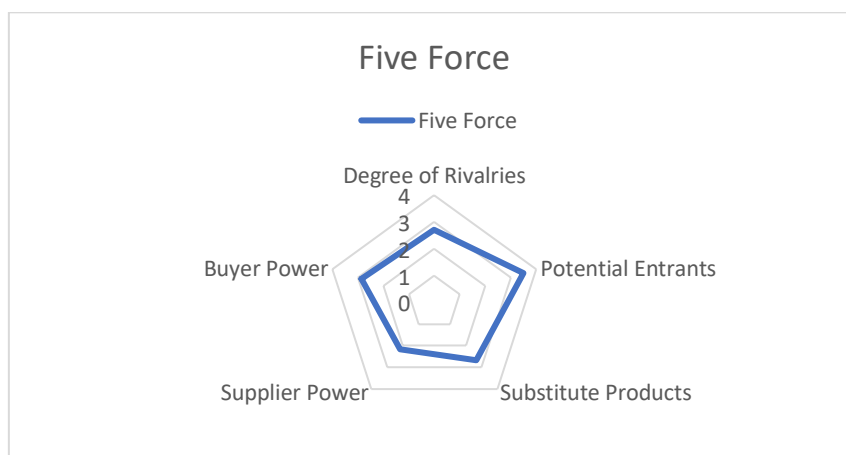 Five Force
Five Force
Degree of Rivalries
4
3
2
1
0
Potential Entrants
Substitute Products
Supplier Power
Buyer Power